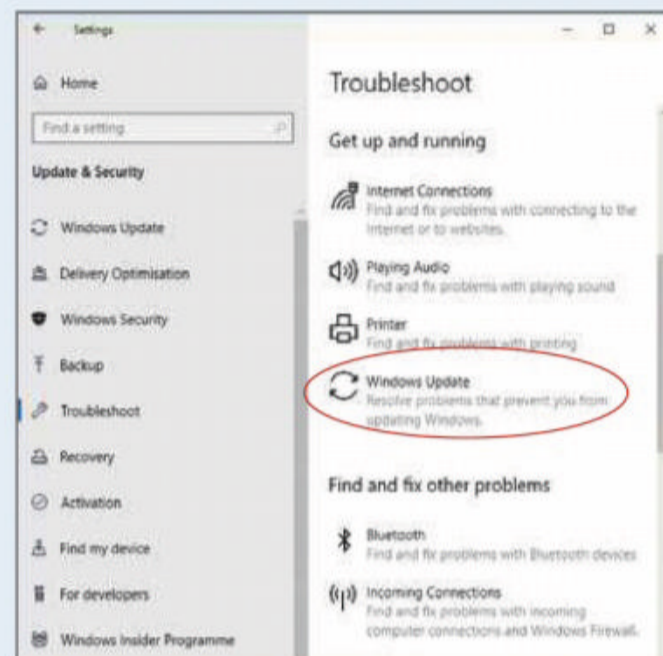 Settings
Home
Find a setting
Update & Security
Windows Update
Delivery Optimisation
Windows Security
Backup
Troubleshoot
Recovery
Activation
Find my device
For developers
Windows Insider Programme
Troubleshoot
Get up and running
Internet Connections
Find and fix problems with connecting to the
Internet or to websites.
Playing Audio
Find and fix problems with playing sound
Printer
Find and fix problems with printing
Windows Update
Resolve problems that prevent you from
updating Windows.
Find and fix other problems
Bluetooth
Find and fix problems with Bluetooth devices
Incoming Connections
Find and fix problems with incoming
computer connections and Windows Firewall.